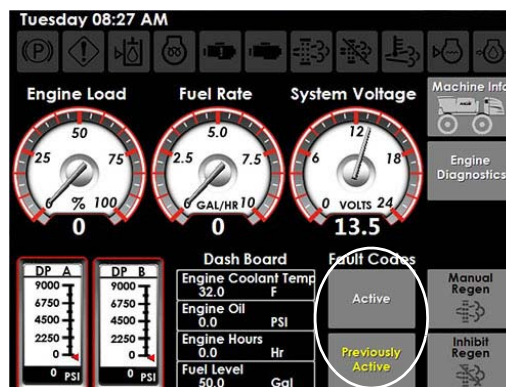 Tuesday 08:27 AM
Engine Load
Fuel Rate
System Voltage
Machine Info
50
25
75
0
% 100
0
5.0
2.5
7.5
0
GAL/HR 10
0
12
6
18
0 VOLTS 24
13.5
Engine
Diagnostics
DP A
9000
6750
4500
2250
0
0 PSI
DP B
9000
6750
4500
2250
0
0 PSI
Dash Board
Engine Coolant Temp
32.0 F
Engine Oil
0.0 PSI
Engine Hours
0.0 Hr
Fuel Level
50.0 Gal
Fault Codes
Active
Previously
Active
Manual
Regen
Inhibit
Regen